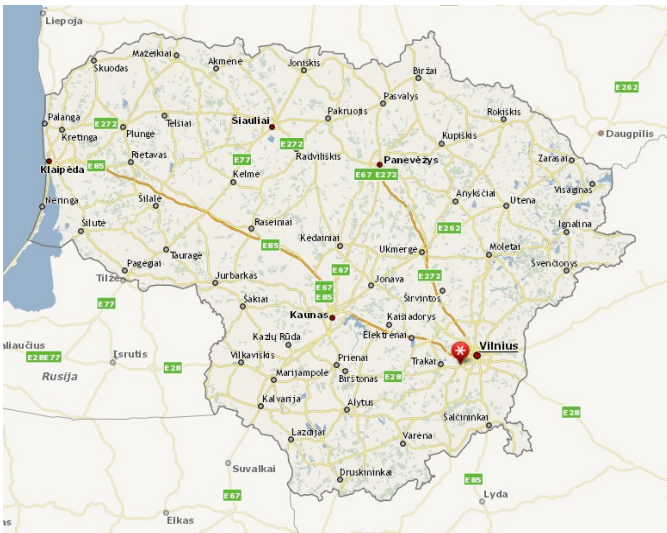 Liepoja
Mažeikiai
Skuodas
Akmenė
Joniškis
Biržai
Pasvalys
E262
Palanga
E272
Telšiai
Šiauliai
Pakruojis
Rokiškis
Kretinga
Plungė
Daugpilis
Kupiškis
E272
Radviliškis
Rietavas
E77
Panevėžys
Zarasai
Klaipėda
E85
Kelmė
E67 E272
Visaginas
Anykščiai
Utena
Neringa
Šilalė
Ignalina
Šilutė
Raseiniai
E262
Kėdainiai
E85
Ukmergė
Molėtai
Tauragė
Pagėgiai
E67
Švenčionys
Tilžė
Jurbarkas
E272
Jonava
E67
E85
Širvintos
E77
Šakiai
Kaunas
Kaišiadorys
Kazlų Rūda
Elektrėnai
Vilnius
aliaučius
E28E77
Įsrutis
Vilkaviškis
Prienai
Trakai
E28
Rusija
Marijampolė
Birštonas
E28
Kalvarija
Alytus
E28
Šalčininkai
Lazdijai
Varėna
Suvalkai
Druskininkai
E85
E67
Lyda
as
Elkas